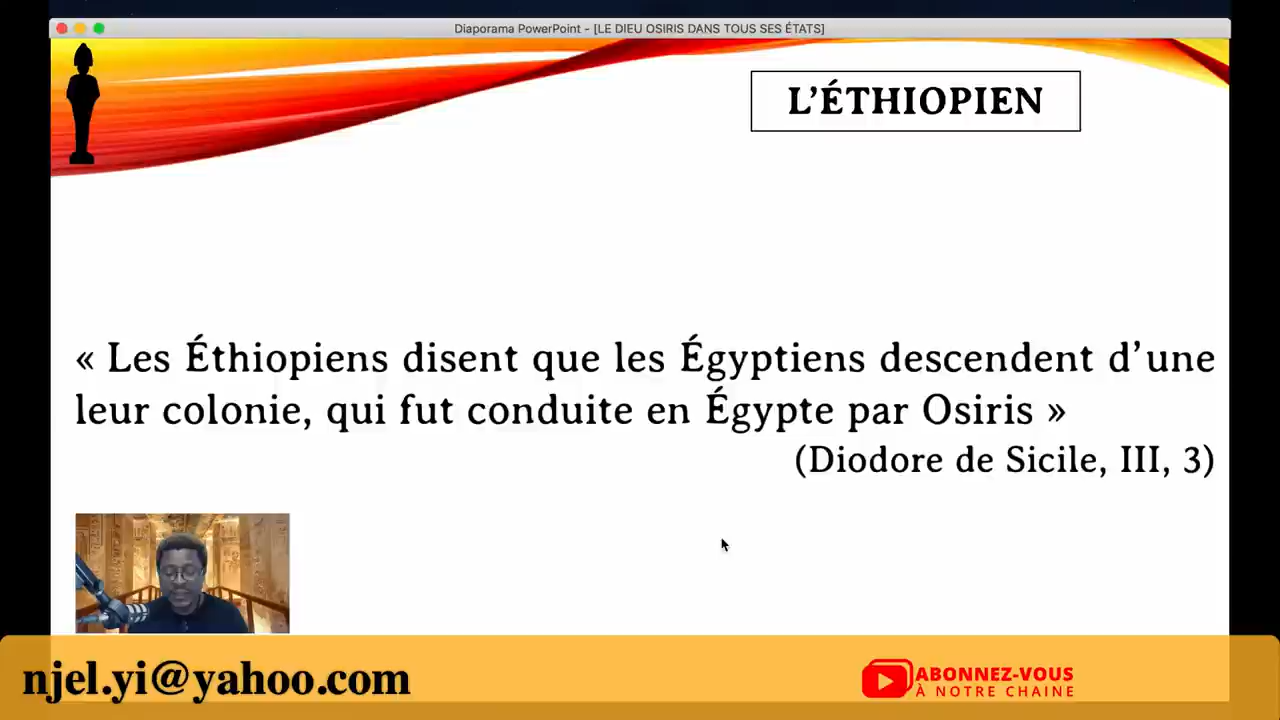 Diaporama PowerPoint - [LE DIEU OSIRIS DANS TOUS SES ÉTATS]
L’ÉTHIOPIEN
« Les Éthiopiens disent que les Égyptiens descendent d’une
leur colonie, qui fut conduite en Égypte par Osiris »
(Diodore de Sicile, III, 3)
njel.yi@yahoo.com
ABONNEZ-VOUS
À NOTRE CHAINE